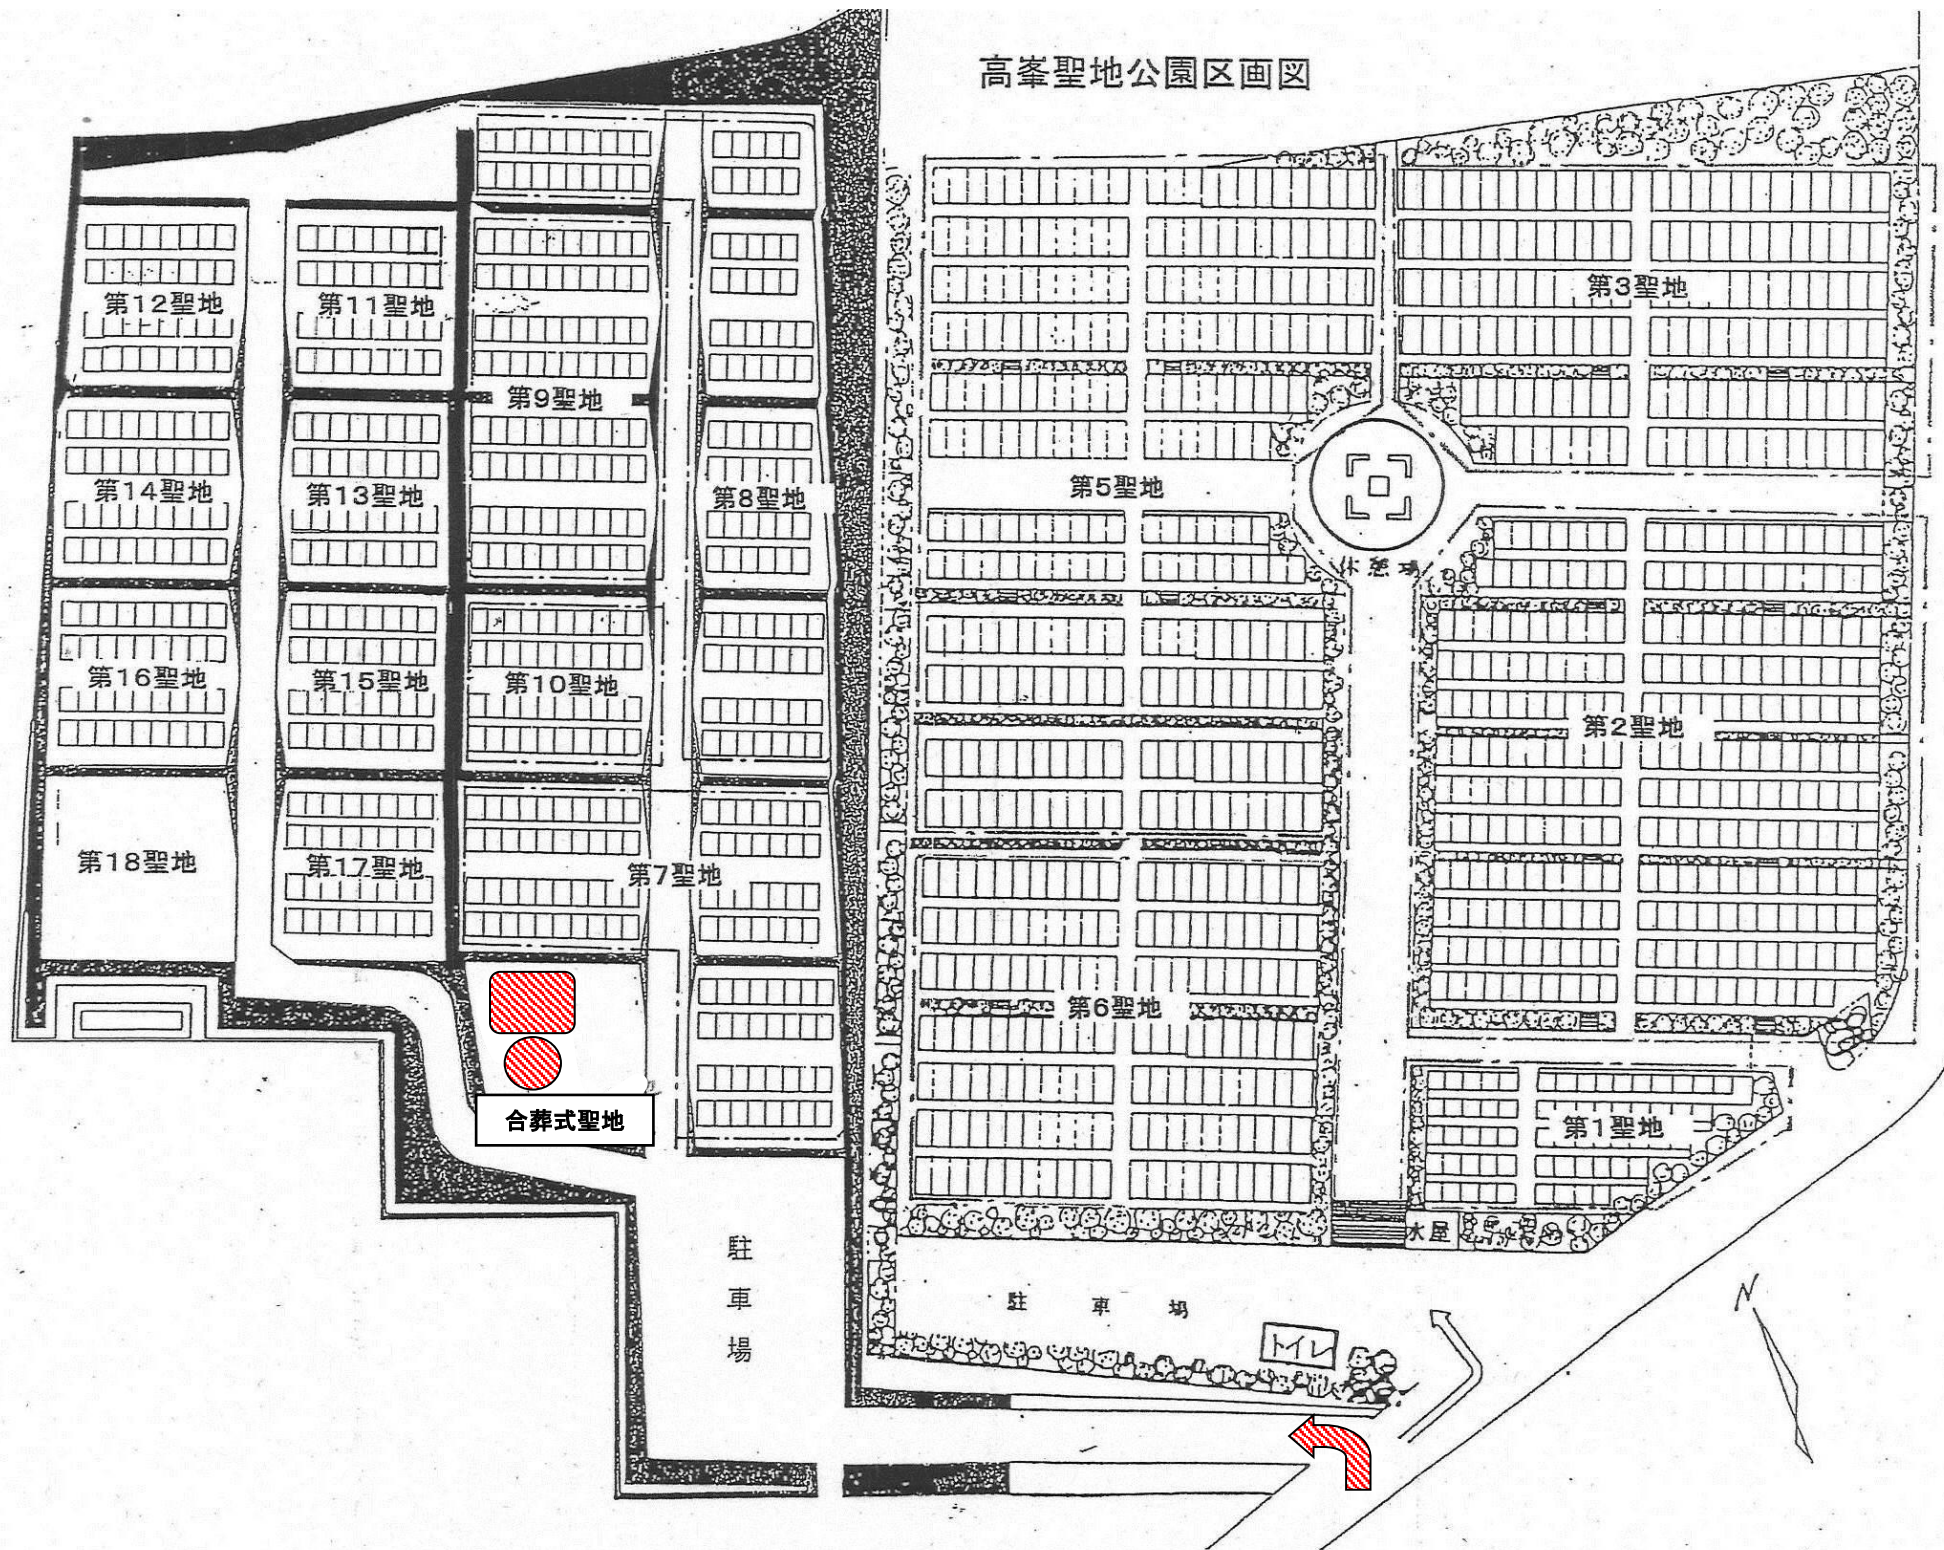 高峯聖地公園区画図
第12聖地
第11聖地
第9聖地
第3聖地
第14聖地
第13聖地
第8聖地
第5聖地
休憩場
第16聖地
第15聖地
第10聖地
第2聖地
第18聖地
第17聖地
第7聖地
第6聖地
合葬式聖地
第1聖地
水屋
駐車場
駐車場
トイレ
N